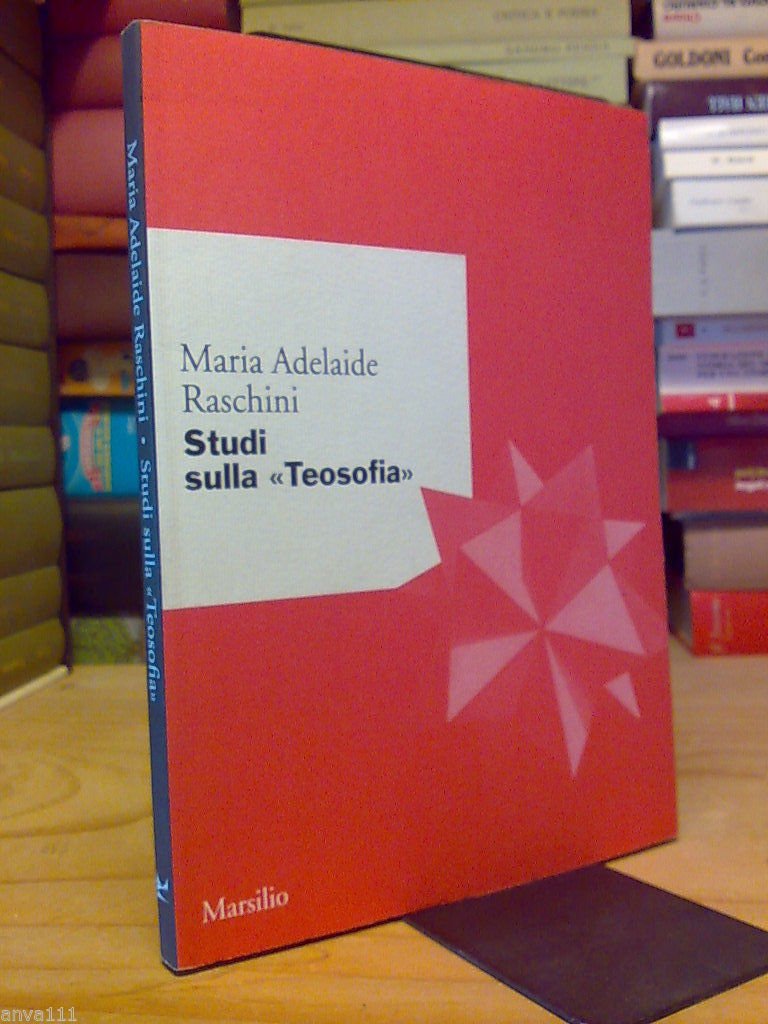 Maria Adelaide
Raschini
Studi
sulla «Teosofia»
Marsilio
Maria Adelaide Raschini • Studi sulla «Teosofia»
GOLDONI
anva111